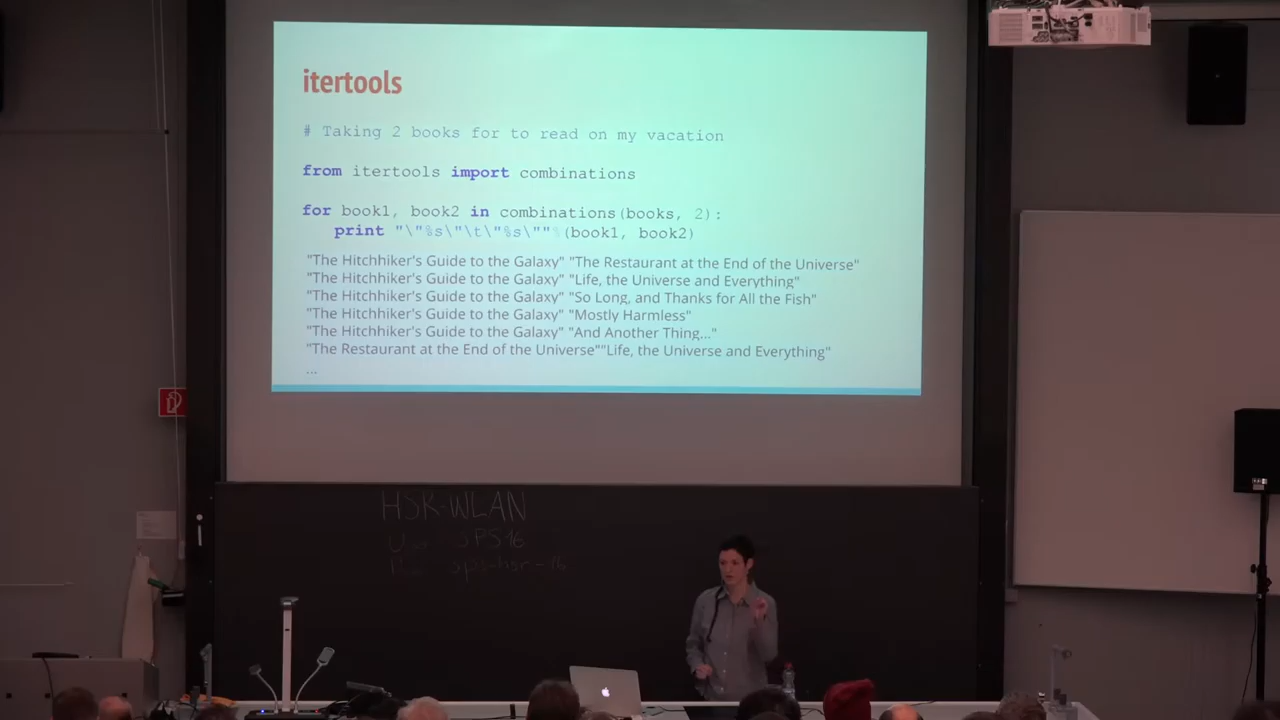 itertools
# Taking 2 books for to read on my vacation
from itertools import combinations
for book1, book2 in combinations(books, 2):
print "\"%s\"\t\"%s\""%(book1, book2)
"The Hitchhiker's Guide to the Galaxy" "The Restaurant at the End of the Universe"
"The Hitchhiker's Guide to the Galaxy" "Life, the Universe and Everything"
"The Hitchhiker's Guide to the Galaxy" "So Long, and Thanks for All the Fish"
"The Hitchhiker's Guide to the Galaxy" "Mostly Harmless"
"The Hitchhiker's Guide to the Galaxy" "And Another Thing..."
"The Restaurant at the End of the Universe""Life, the Universe and Everything"
...
HSR-WLAN